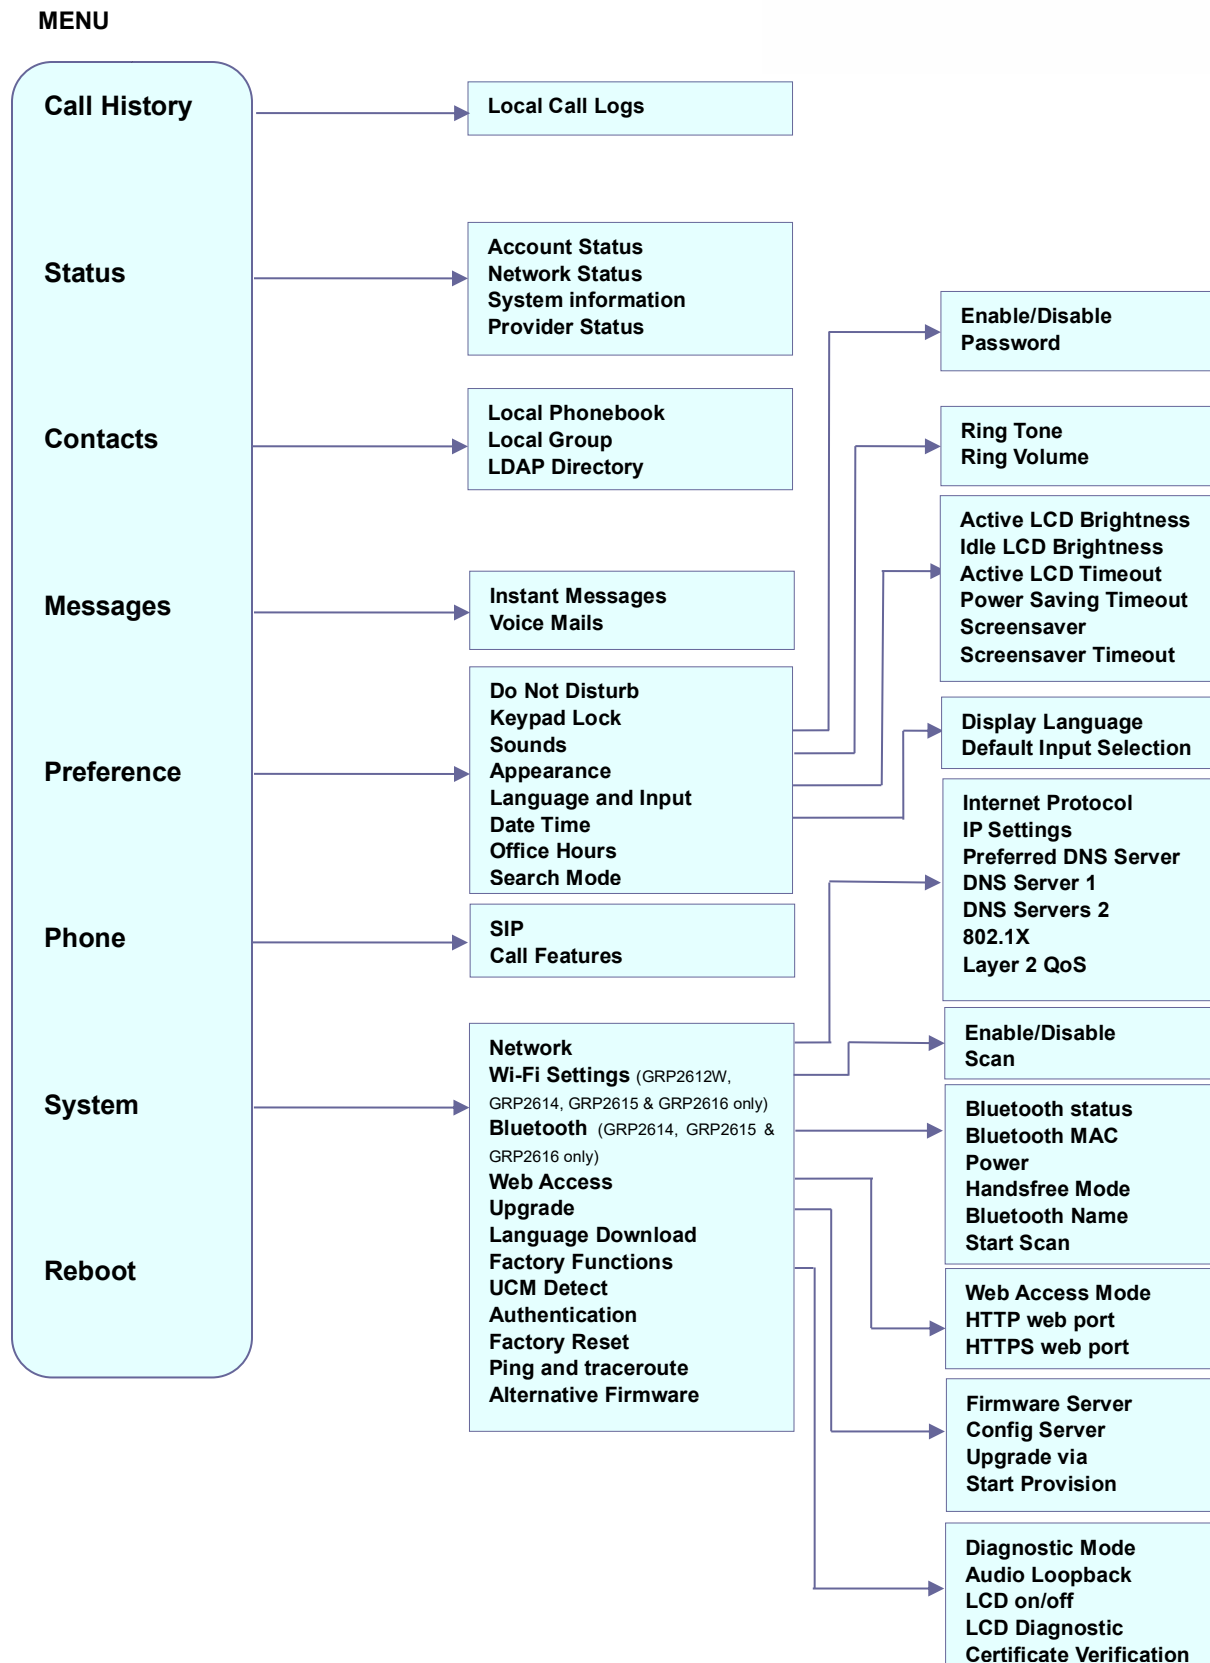 MENU
Call History
Local Call Logs
Status
Account Status
Network Status
System information
Provider Status
Enable/Disable
Password
Contacts
Local Phonebook
Local Group
LDAP Directory
Ring Tone
Ring Volume
Active LCD Brightness
Idle LCD Brightness
Active LCD Timeout
Power Saving Timeout
Screensaver
Screensaver Timeout
Messages
Instant Messages
Voice Mails
Preference
Do Not Disturb
Keypad Lock
Sounds
Appearance
Language and Input
Date Time
Office Hours
Search Mode
Display Language
Default Input Selection
Internet Protocol
IP Settings
Preferred DNS Server
DNS Server 1
DNS Servers 2
802.1X
Layer 2 QoS
Phone
SIP
Call Features
System
Network
Wi-Fi Settings (GRP2612W,
GRP2614, GRP2615 & GRP2616 only)
Bluetooth (GRP2614, GRP2615 &
GRP2616 only)
Web Access
Upgrade
Language Download
Factory Functions
UCM Detect
Authentication
Factory Reset
Ping and traceroute
Alternative Firmware
Enable/Disable
Scan
Bluetooth status
Bluetooth MAC
Power
Handsfree Mode
Bluetooth Name
Start Scan
Reboot
Web Access Mode
HTTP web port
HTTPS web port
Firmware Server
Config Server
Upgrade via
Start Provision
Diagnostic Mode
Audio Loopback
LCD on/off
LCD Diagnostic
Certificate Verification